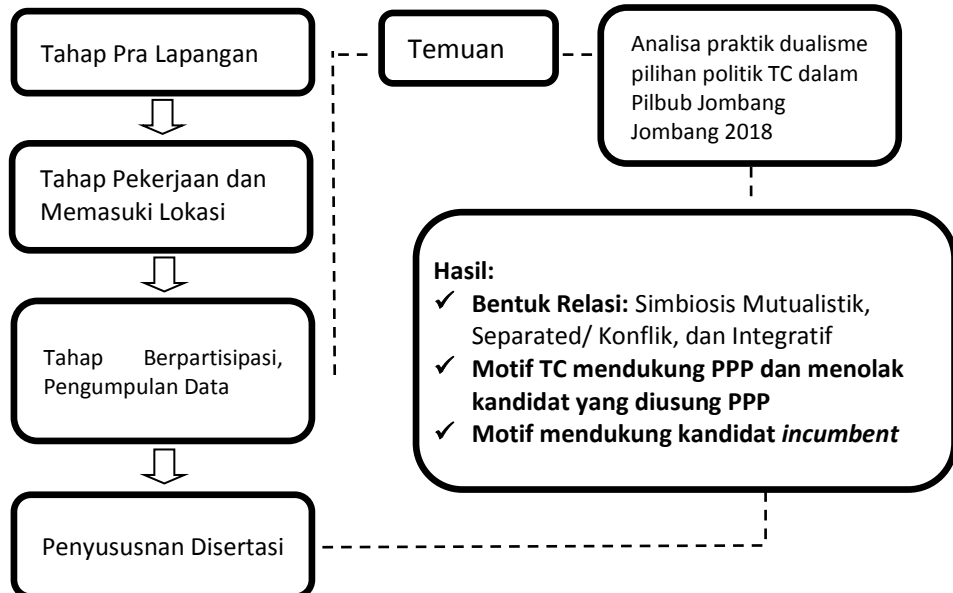 Tahap Pra Lapangan
Tahap Pekerjaan dan
Memasuki Lokasi
Tahap Berpartisipasi,
Pengumpulan Data
Penyususnan Disertasi
Temuan
Analisa praktik dualisme
pilihan politik TC dalam
Pilbub Jombang
Jombang 2018
Hasil:
✓ Bentuk Relasi: Simbiosis Mutualistik,
Separated/ Konflik, dan Integratif
✓ Motif TC mendukung PPP dan menolak
kandidat yang diusung PPP
✓ Motif mendukung kandidat incumbent